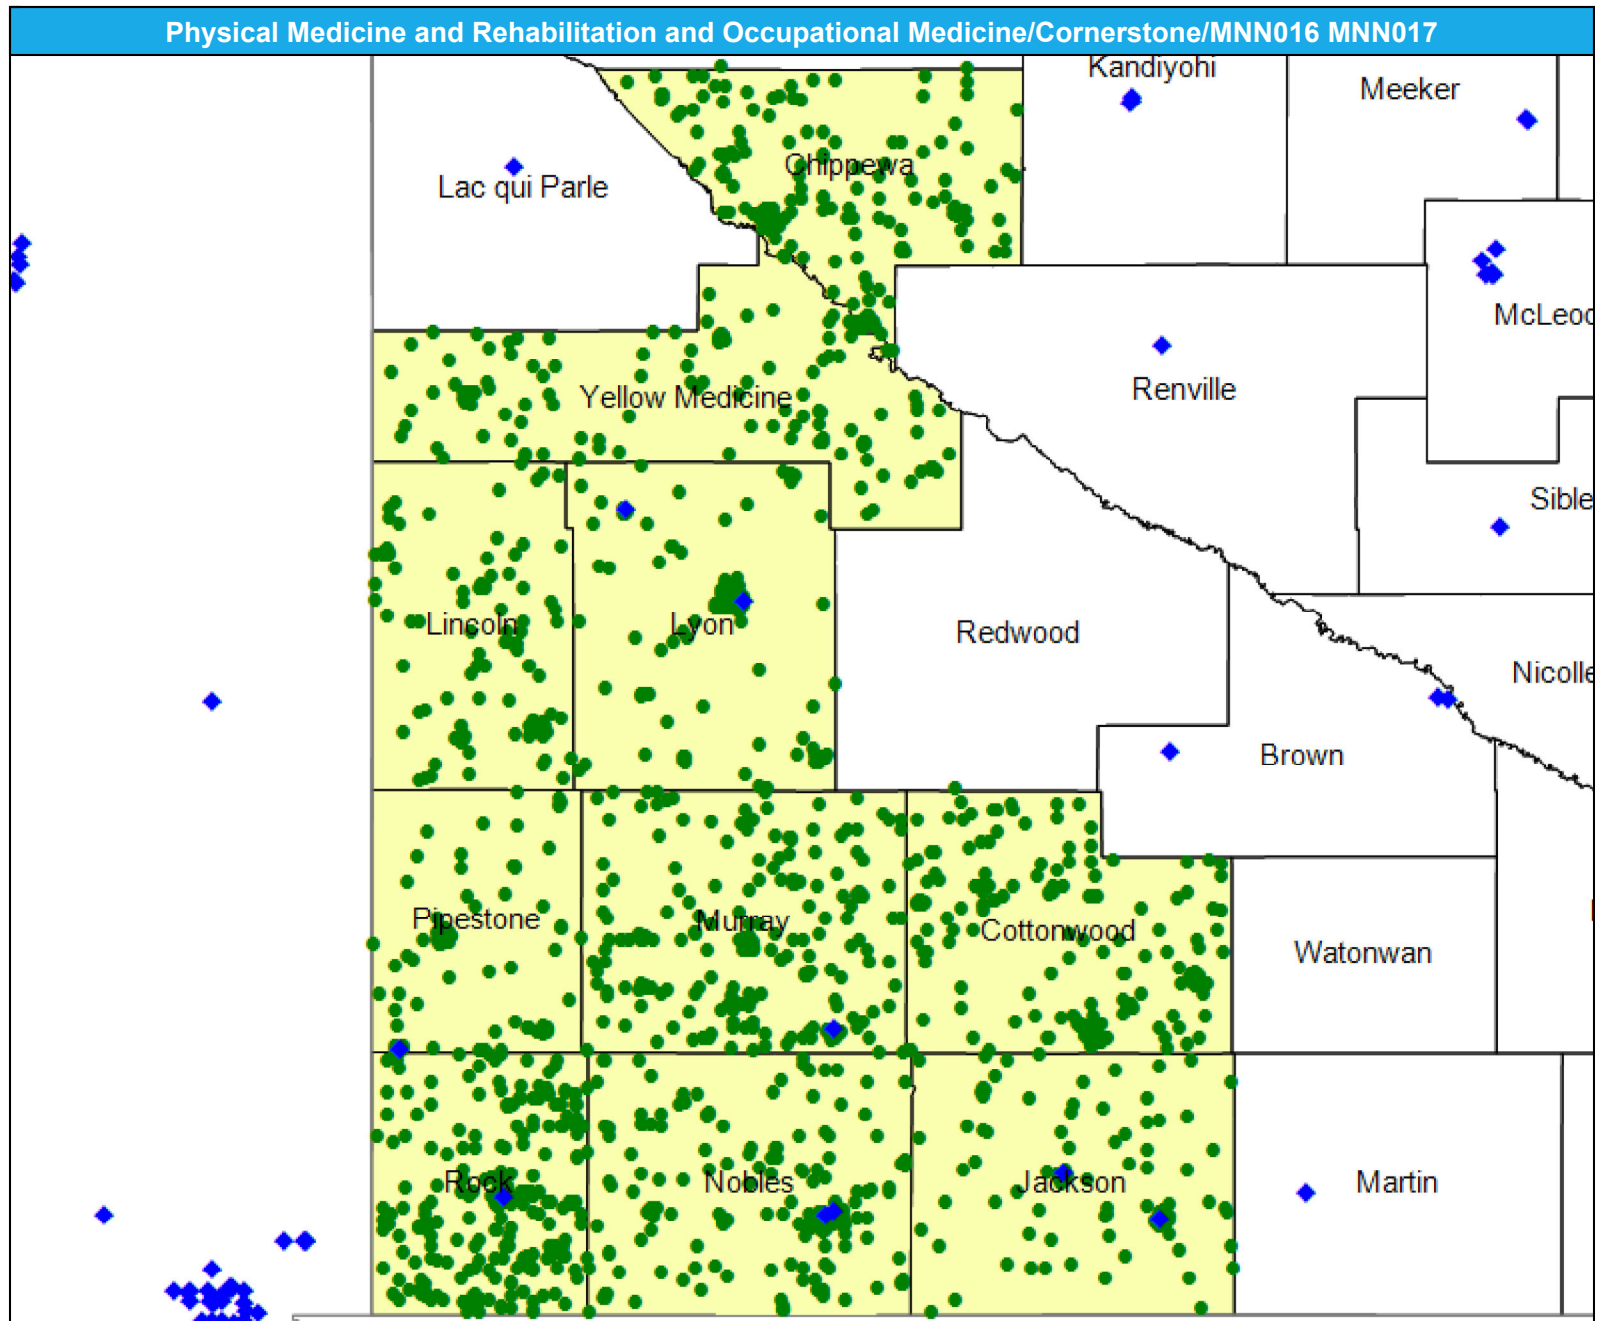 Physical Medicine and Rehabilitation and Occupational Medicine/Cornerstone/MNN016 MNN017
Kandiyohi
Meeker
Chippewa
Lac qui Parle
McLeod
Renville
Yellow Medicine
Sible
Lincoln
Lyon
Redwood
Nicolle
Brown
Pipestone
Murray
Cottonwood
Watonwan
Rock
Nobles
Jackson
Martin